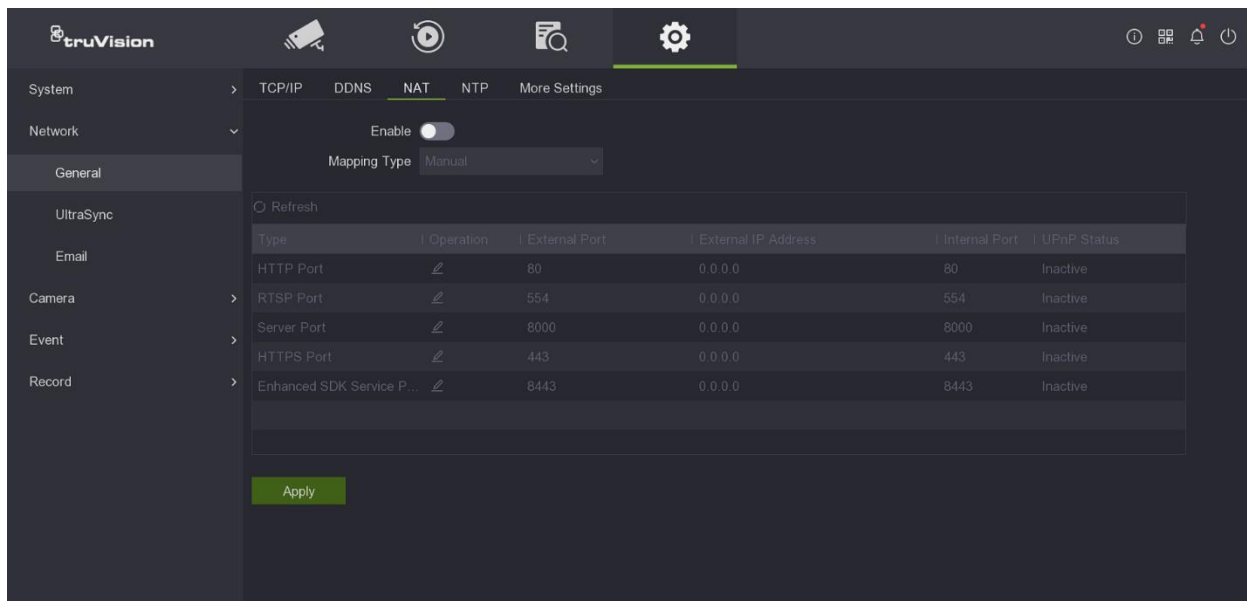 truVision
System
TCP/IP DDNS NAT NTP More Settings
Network
Enable
Mapping Type Manual
General
UltraSync
Email
Camera
Event
Record
Refresh
Type Operation External Port External IP Address Internal Port UPnP Status
HTTP Port 80 0.0.0.0 80 Inactive
RTSP Port 554 0.0.0.0 554 Inactive
Server Port 8000 0.0.0.0 8000 Inactive
HTTPS Port 443 0.0.0.0 443 Inactive
Enhanced SDK Service P... 8443 0.0.0.0 8443 Inactive
Apply